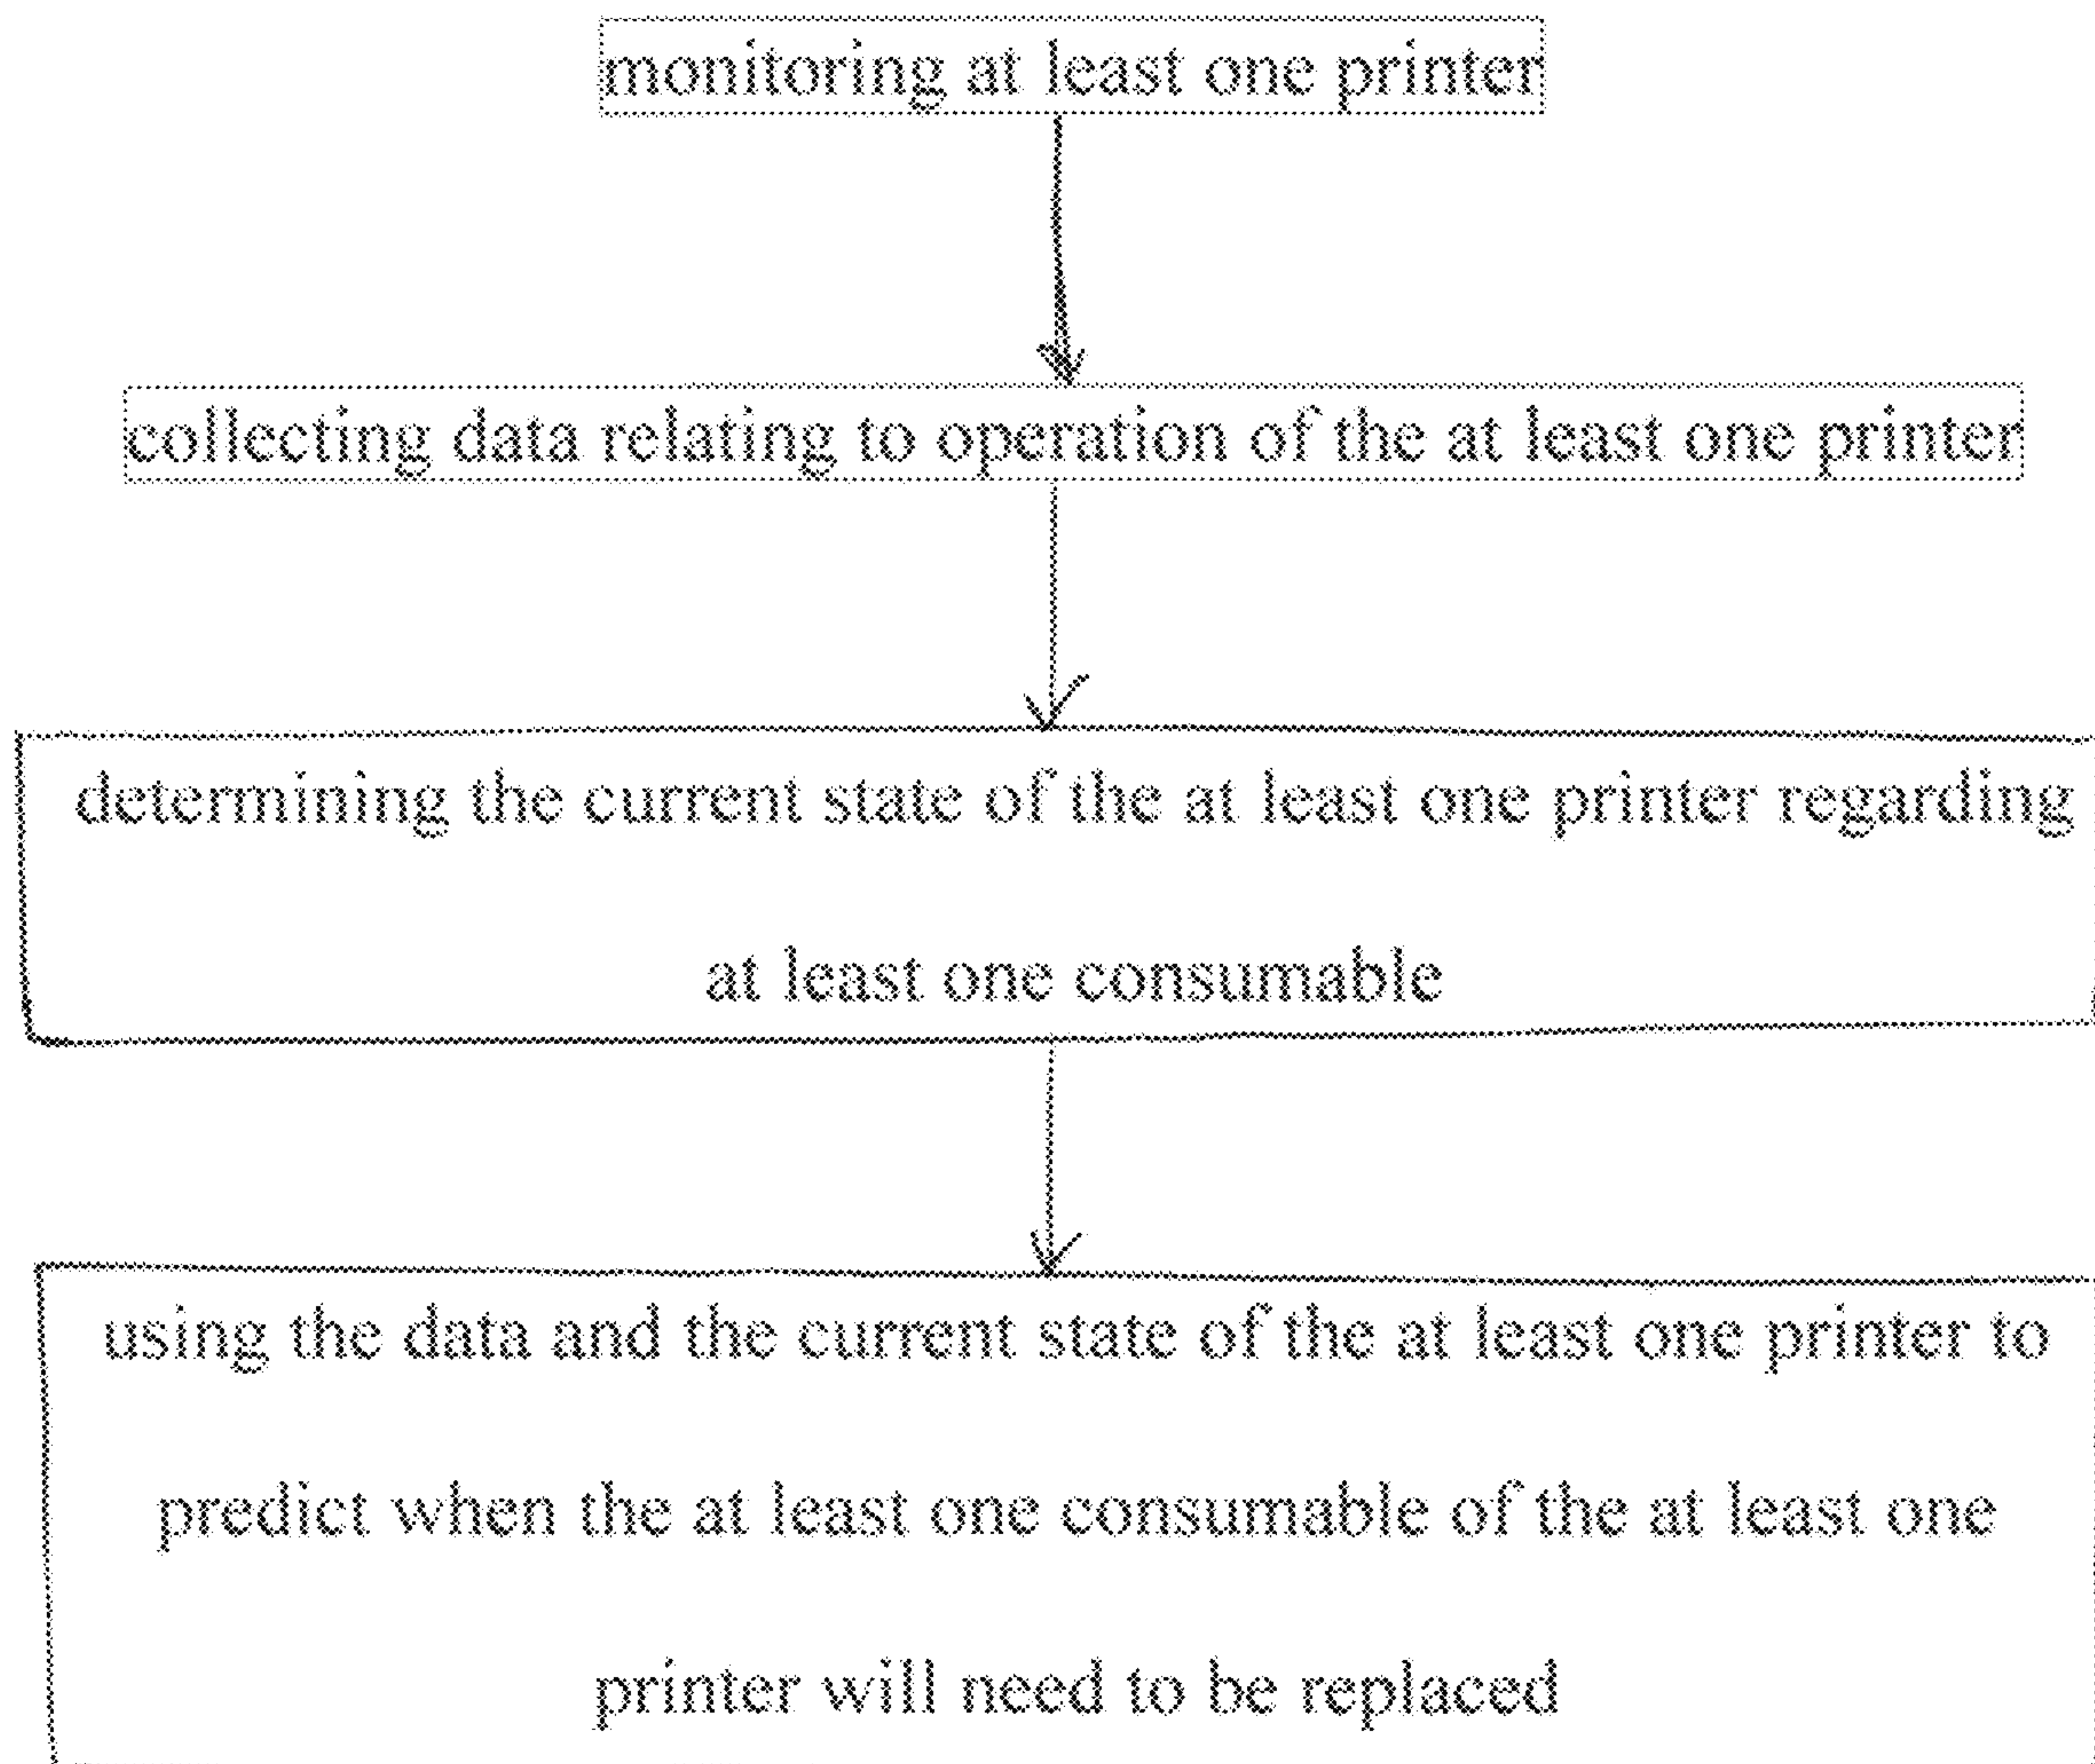 monitoring at least one printer
collecting data relating to operation of the at least one printer
determining the current state of the at least one printer regarding
at least one consumable
using the data and the current state of the at least one printer to
predict when the at least one consumable of the at least one
printer will need to be replaced